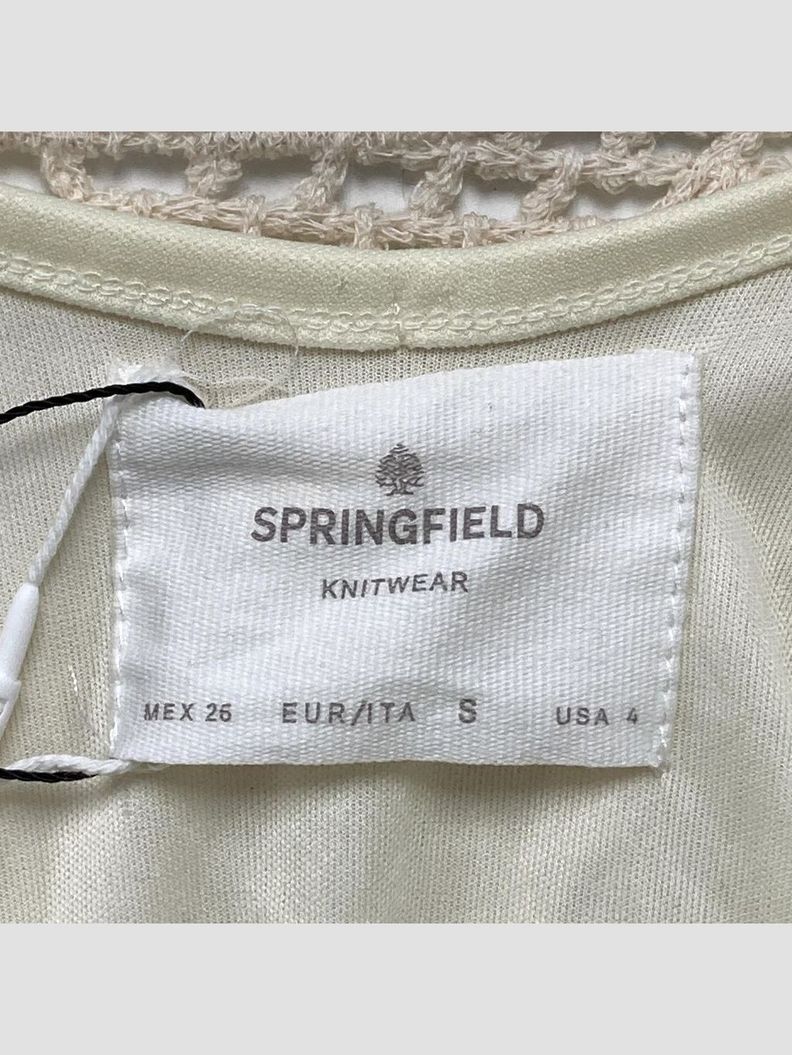 SPRINGFIELD
KNITWEAR
MEX 26 EUR/ITA S USA 4